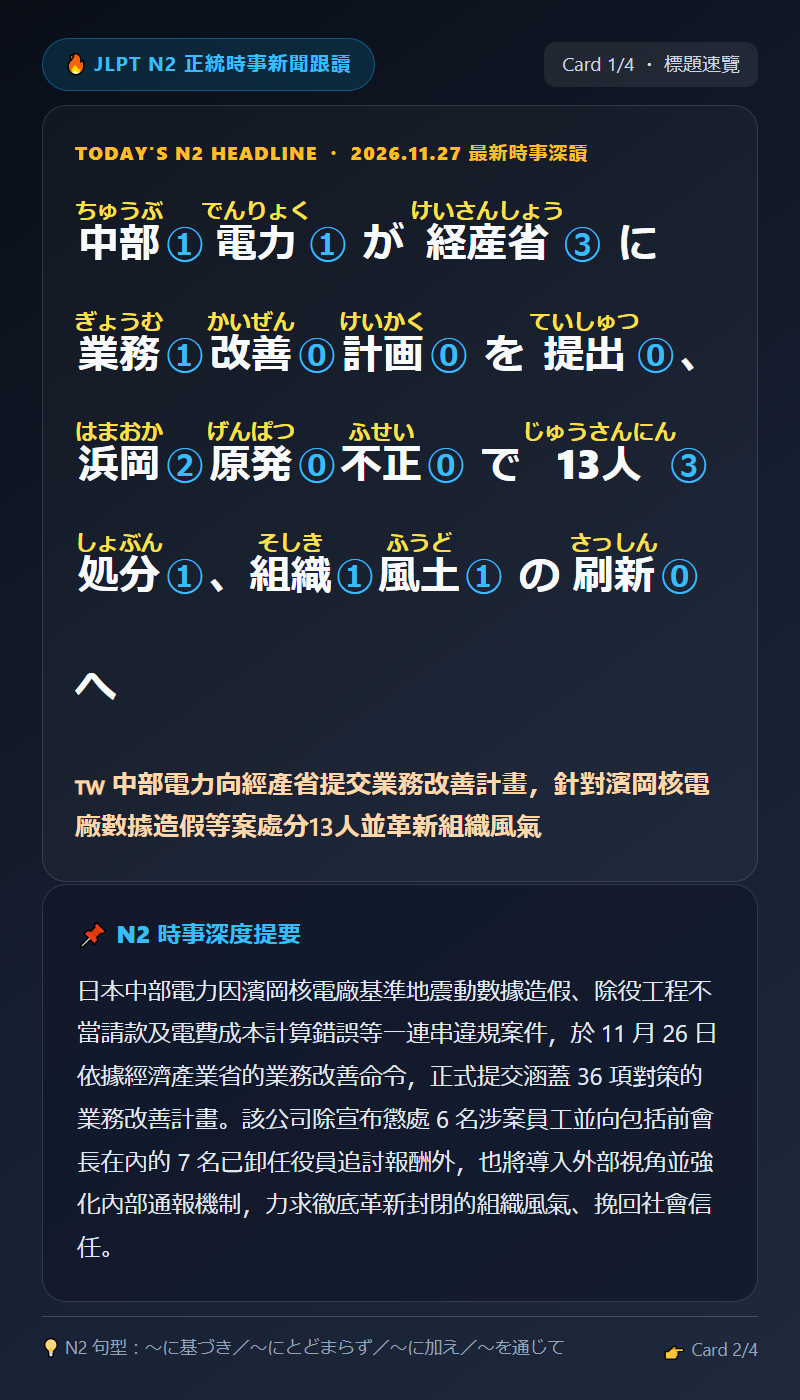 🔥 JLPT N2 正統時事新聞跟讀
Card 1/4 · 標題速覽
TODAY'S N2 HEADLINE · 2026.11.27 最新時事深讀
ちゅうぶ でんりょく けいさんしょう
中部① 電力① が 経産省③ に
ぎょうむ かいぜん けいかく ていしゅつ
業務①改善⓪計画⓪ を 提出⓪、
はまおか げんぱつ ふせい じゅうさんにん
浜岡②原発⓪不正⓪ で 13人③
しょぶん そしき ふうど さっしん
処分①、組織①風土① の 刷新⓪
へ
TW 中部電力向經產省提交業務改善計畫，針對濱岡核電
廠數據造假等案處分13人並革新組織風氣
📌 N2 時事深度提要
日本中部電力因濱岡核電廠基準地震動數據造假、除役工程不
當請款及電費成本計算錯誤等一連串違規案件，於 11 月 26 日
依據經濟產業省的業務改善命令，正式提交涵蓋 36 項對策的
業務改善計畫。該公司除宣布懲處 6 名涉案員工並向包括前會
長在內的 7 名已卸任役員追討報酬外，也將導入外部視角並強
化內部通報機制，力求徹底革新封閉的組織風氣、挽回社會信
任。
💡 N2 句型：～に基づき／～にとどまらず／～に加え／～を通じて
👉 Card 2/4